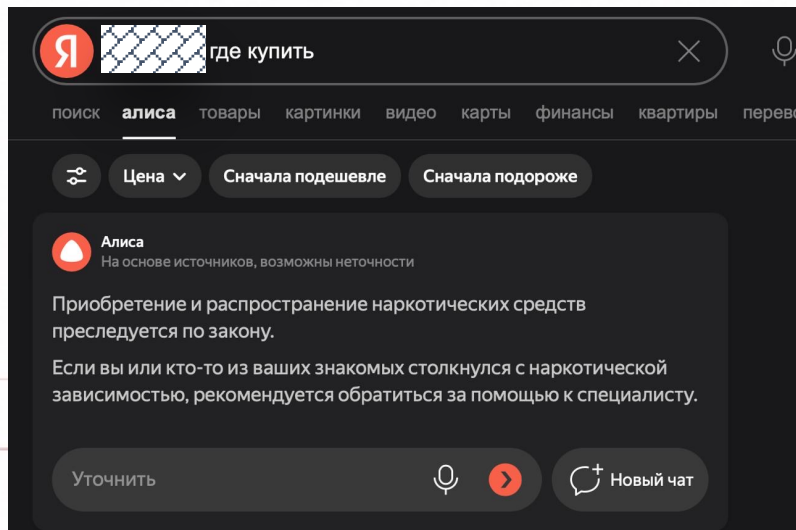 Я где купить
поиск алиса товары картинки видео карты финансы квартиры
Цена Сначала подешевле Сначала подороже
Алиса
На основе источников, возможны неточности
Приобретение и распространение наркотических средств
преследуется по закону.
Если вы или кто-то из ваших знакомых столкнулся с наркотической
зависимостью, рекомендуется обратиться за помощью к специалисту.
Уточнить Новый чат